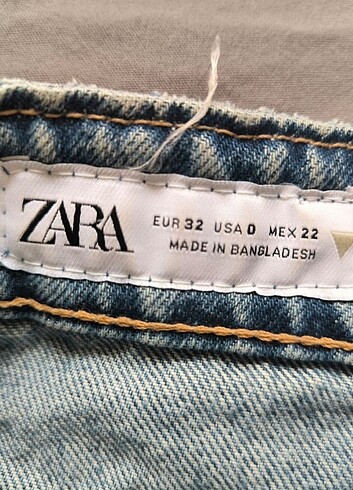 ZARA
EUR 32 USA 0 MEX 22
MADE IN BANGLADESH